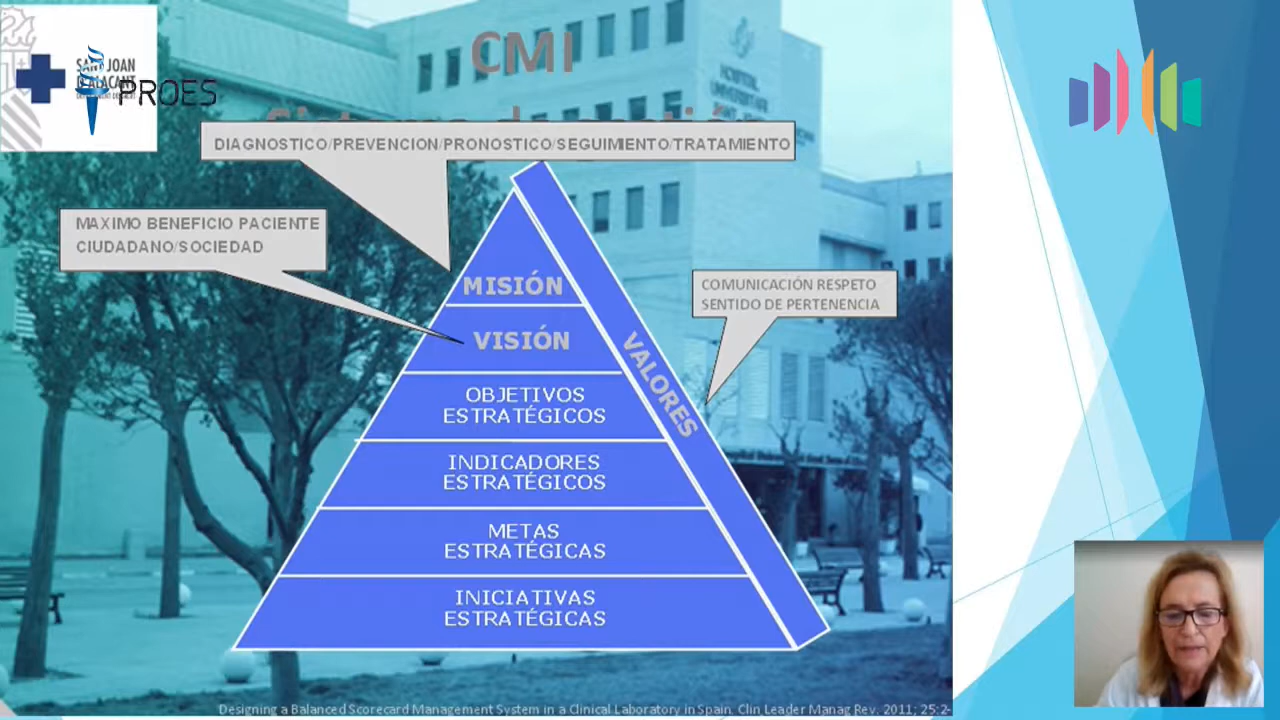 CMI
SANT JOAN
D'ALACANT
PROES
HOSPITAL
DIAGNOSTICO/PREVENCION/PRONOSTICO/SEGUIMIENTO/TRATAMIENTO
MAXIMO BENEFICIO PACIENTE
CIUDADANO/SOCIEDAD
MISIÓN
COMUNICACIÓN RESPETO
SENTIDO DE PERTENENCIA
VISIÓN
VALORES
OBJETIVOS
ESTRATÉGICOS
INDICADORES
ESTRATÉGICOS
METAS
ESTRATÉGICAS
INICIATIVAS
ESTRATÉGICAS
Designing a Balanced Scorecard Management System in a Clinical Laboratory in Spain. Clin Leader Manag Rev. 2011; 25:2-